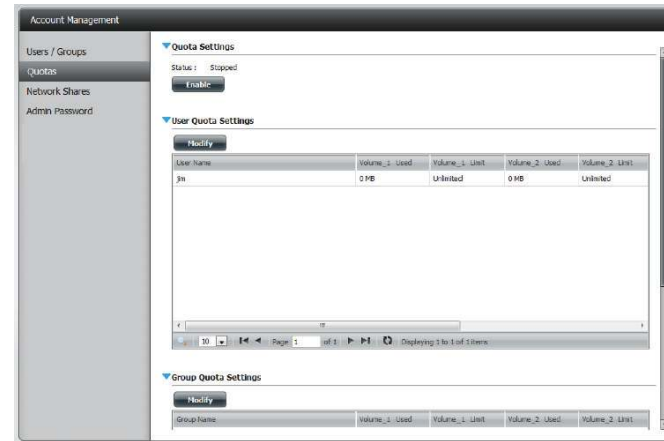 Account Management
Users / Groups
Quotas
Network Shares
Admin Password
Quota Settings
Status : Stopped
Enable
User Quota Settings
Modify
User Name Volume_1 Used Volume_1 Limit Volume_2 Used Volume_2 Limit
jim 0 MB Unlimited 0 MB Unlimited
10 Page 1 of 1 Displaying 1 to 1 of 1 items
Group Quota Settings
Modify
Group Name Volume_1 Used Volume_1 Limit Volume_2 Used Volume_2 Limit